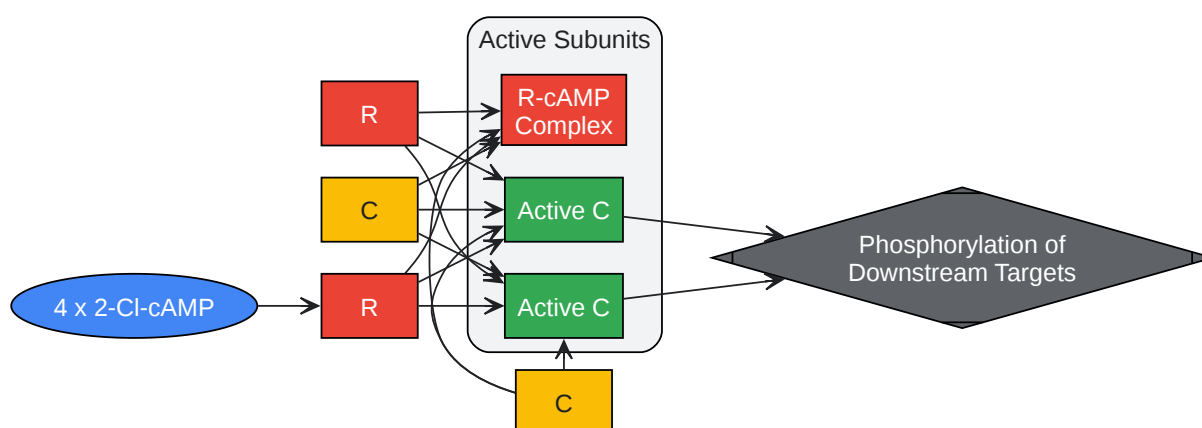 Active Subunits
R
R-cAMP
Complex
C
Active C
Phosphorylation of
Downstream Targets
4 x 2-Cl-cAMP
R
Active C
C